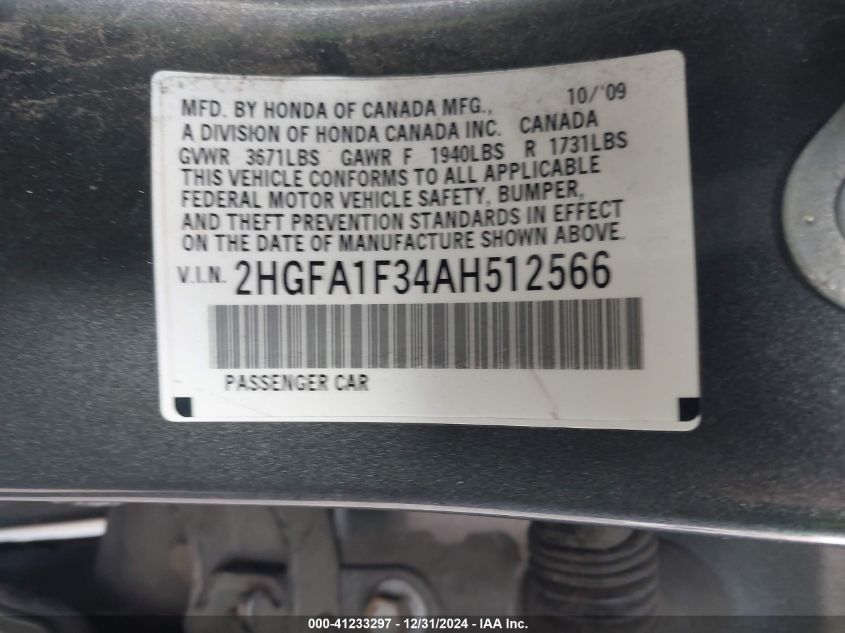 MFD. BY HONDA OF CANADA MFG., 10/'09
A DIVISION OF HONDA CANADA INC. CANADA
GVWR 3671LBS GAWR F 1940LBS R 1731LBS
THIS VEHICLE CONFORMS TO ALL APPLICABLE
FEDERAL MOTOR VEHICLE SAFETY, BUMPER,
AND THEFT PREVENTION STANDARDS IN EFFECT
ON THE DATE OF MANUFACTURE SHOWN ABOVE.
V.I.N. 2HGFA1F34AH512566
PASSENGER CAR
000-41233297 - 12/31/2024 - IAA Inc.